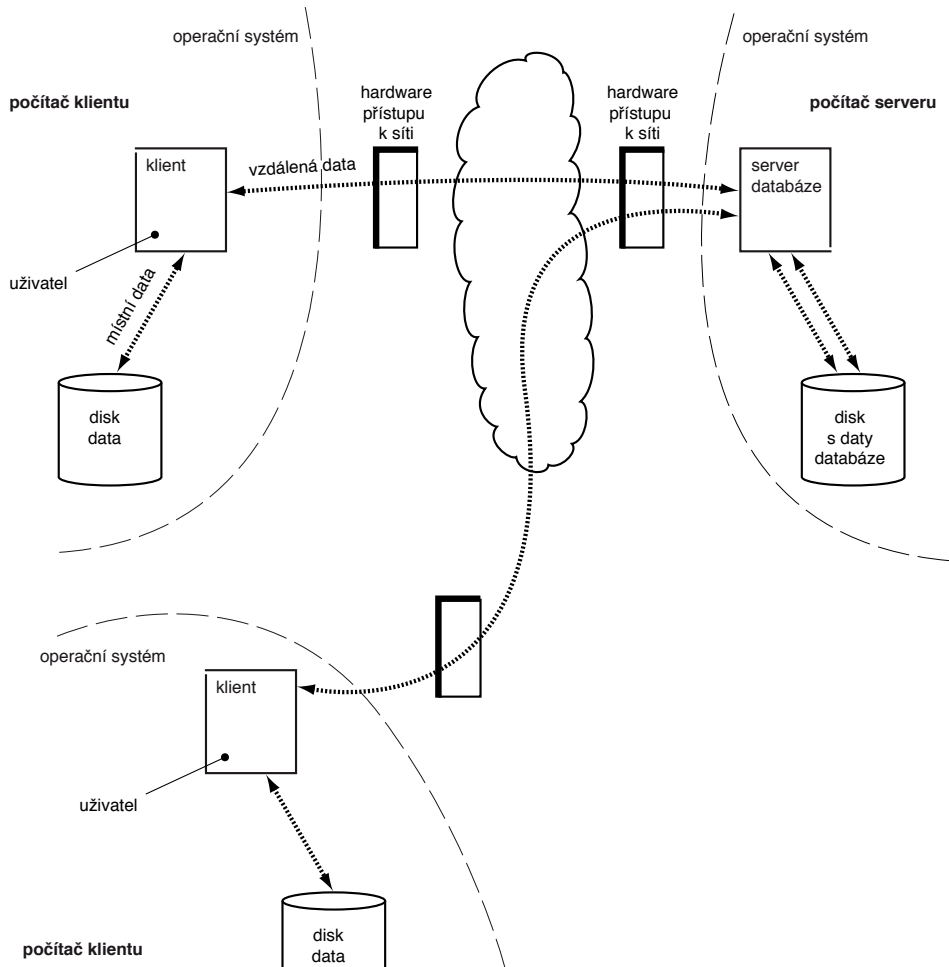 operační systém
operační systém
počítač klientu
hardware
přístupu
k síti
hardware
přístupu
k síti
počítač serveru
klient
vzdálená data
server
databáze
uživatel
místní data
disk
data
disk
s daty
databáze
operační systém
klient
uživatel
disk
data
počítač klientu